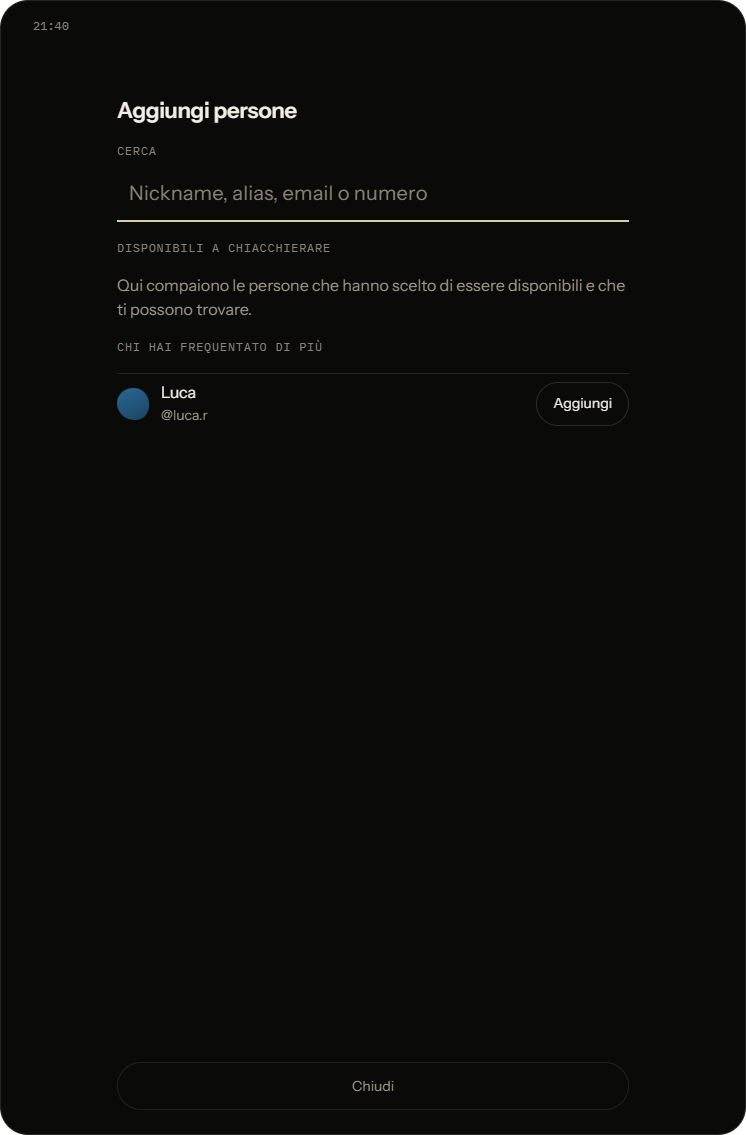 21:40
Aggiungi persone
CERCA
Nickname, alias, email o numero
DISPONIBILI A CHIACCHIERARE
Qui compaiono le persone che hanno scelto di essere disponibili e che
ti possono trovare.
CHI HAI FREQUENTATO DI PIÙ
Luca
@luca.r
Aggiungi
Chiudi